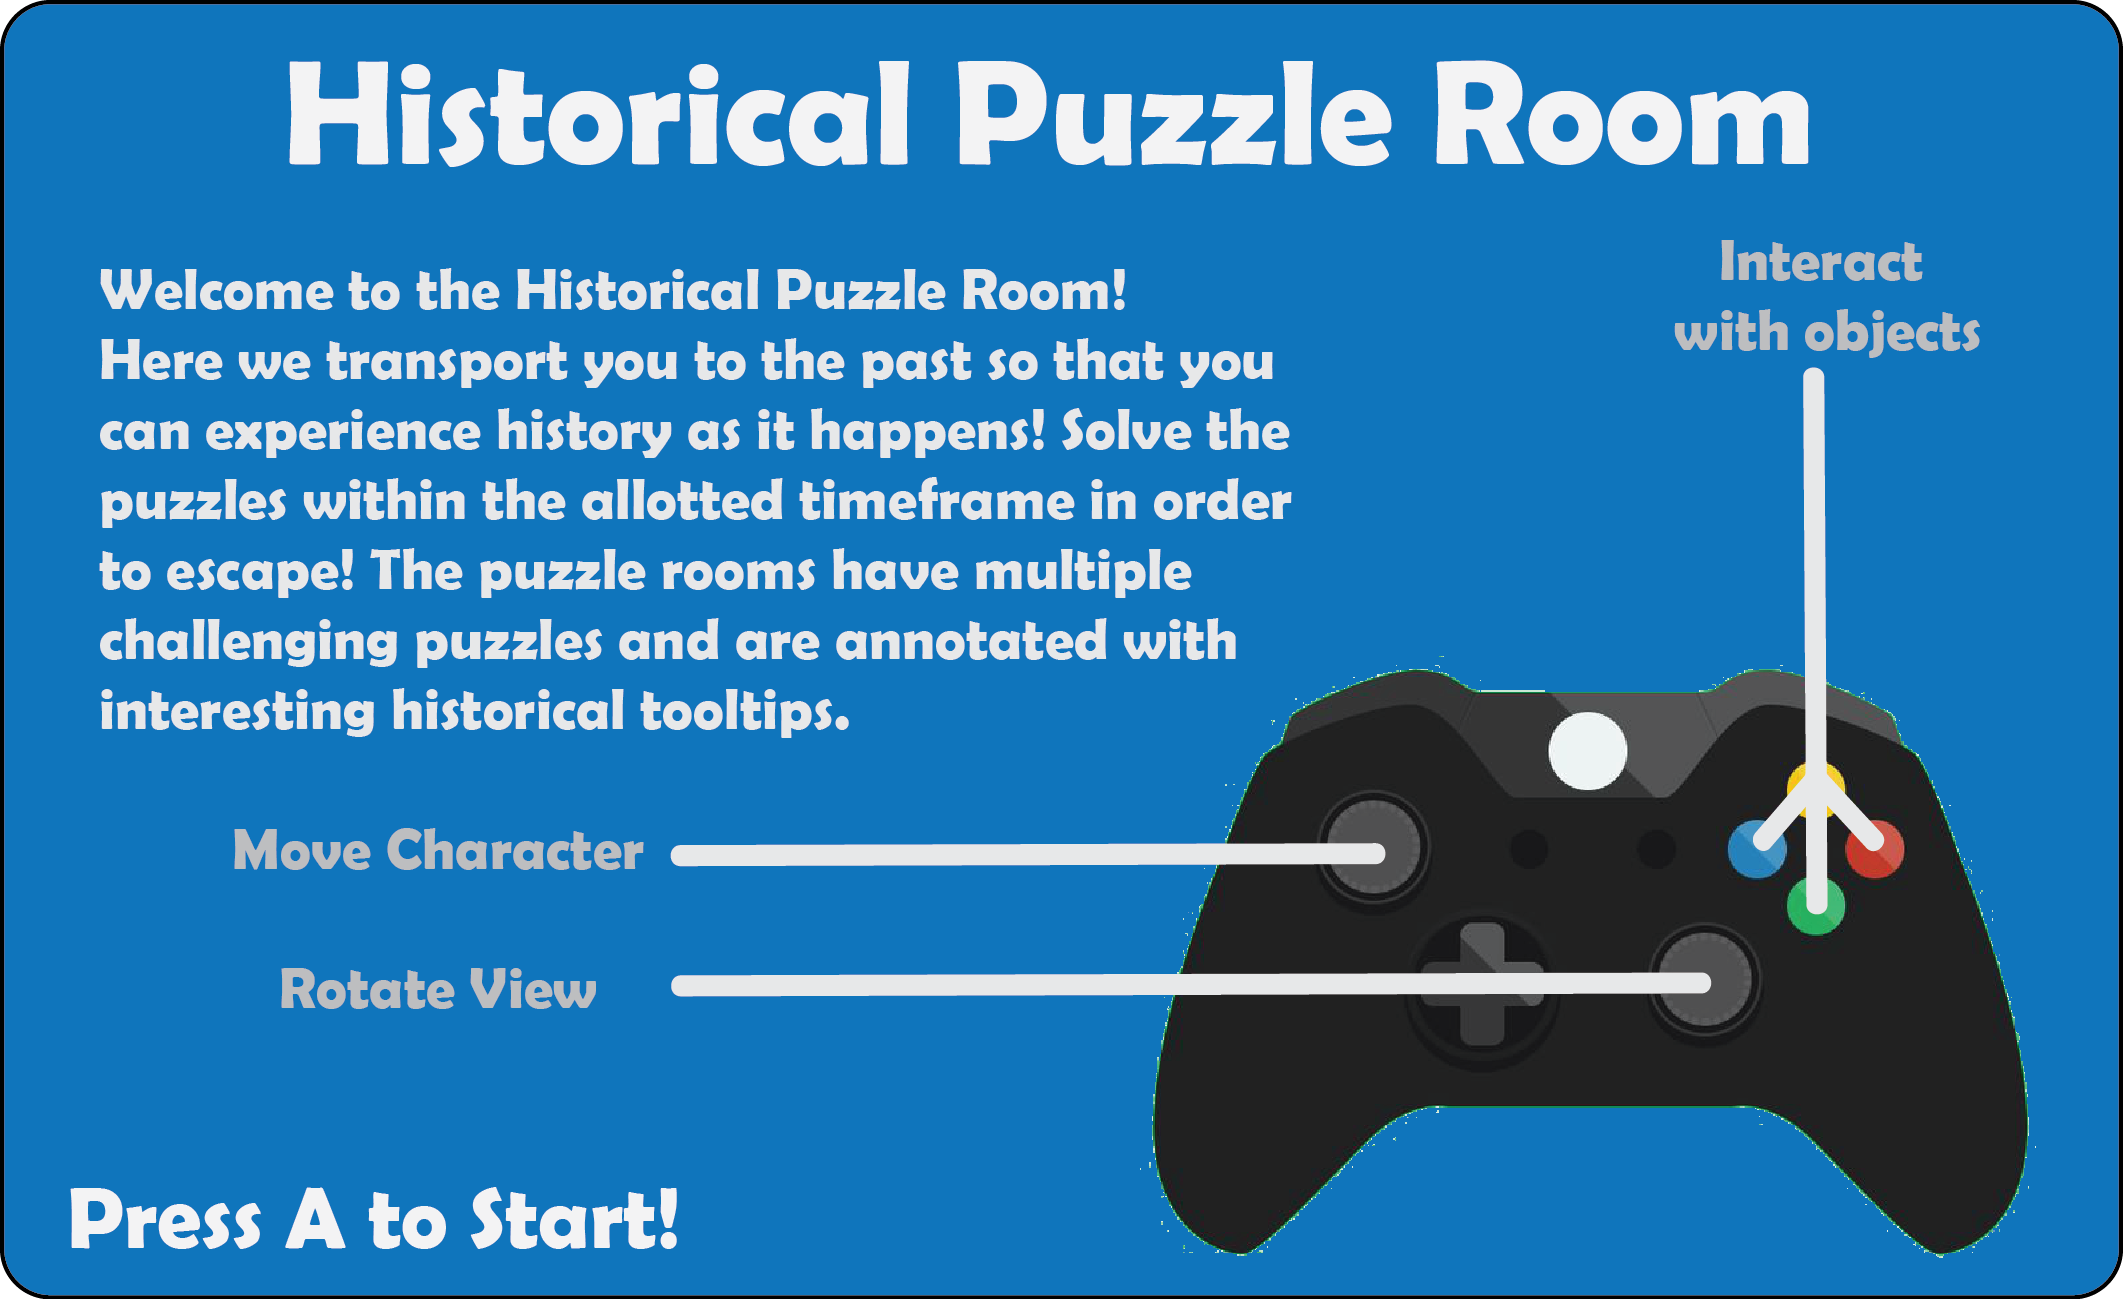 Historical Puzzle Room
Welcome to the Historical Puzzle Room!
Here we transport you to the past so that you
can experience history as it happens! Solve the
puzzles within the allotted timeframe in order
to escape! The puzzle rooms have multiple
challenging puzzles and are annotated with
interesting historical tooltips.
Interact
with objects
Move Character
Rotate View
Press A to Start!